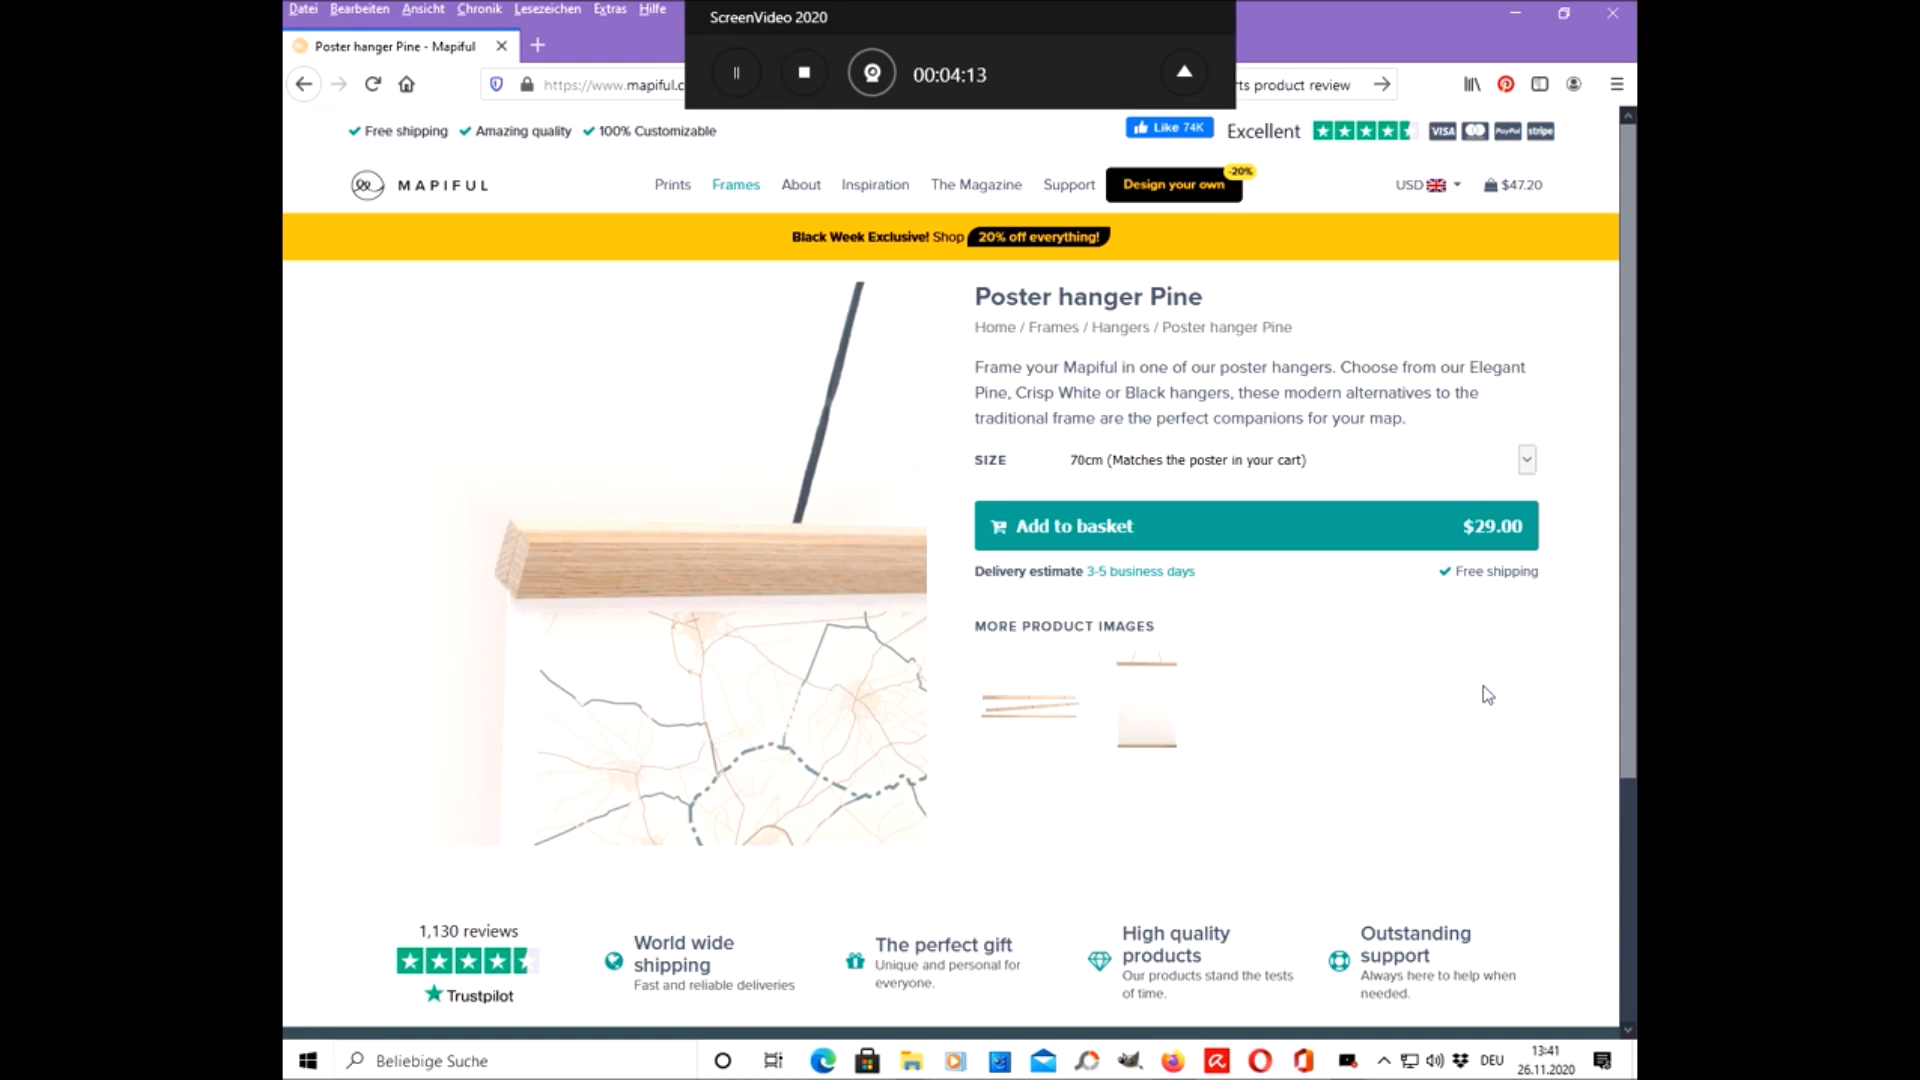 ScreenVideo 2020
Datei Bearbeiten Ansicht Chronik Lesezeichen Extras Hilfe
Poster hanger Pine - Mapiful
00:04:13
https://www.mapiful.c
ts product review
Free shipping Amazing quality 100% Customizable
Like 74K Excellent VISA PayPal stripe
MAPIFUL Prints Frames About Inspiration The Magazine Support Design your own -20% USD $47.20
Black Week Exclusive! Shop 20% off everything!
Poster hanger Pine
Home / Frames / Hangers / Poster hanger Pine
Frame your Mapiful in one of our poster hangers. Choose from our Elegant
Pine, Crisp White or Black hangers, these modern alternatives to the
traditional frame are the perfect companions for your map.
SIZE 70cm (Matches the poster in your cart)
Add to basket $29.00
Delivery estimate 3-5 business days Free shipping
MORE PRODUCT IMAGES
1,130 reviews
Trustpilot
World wide
shipping
Fast and reliable deliveries
The perfect gift
Unique and personal for
everyone.
High quality
products
Our products stand the tests
of time.
Outstanding
support
Always here to help when
needed.
Beliebige Suche
DEU
13:41
26.11.2020